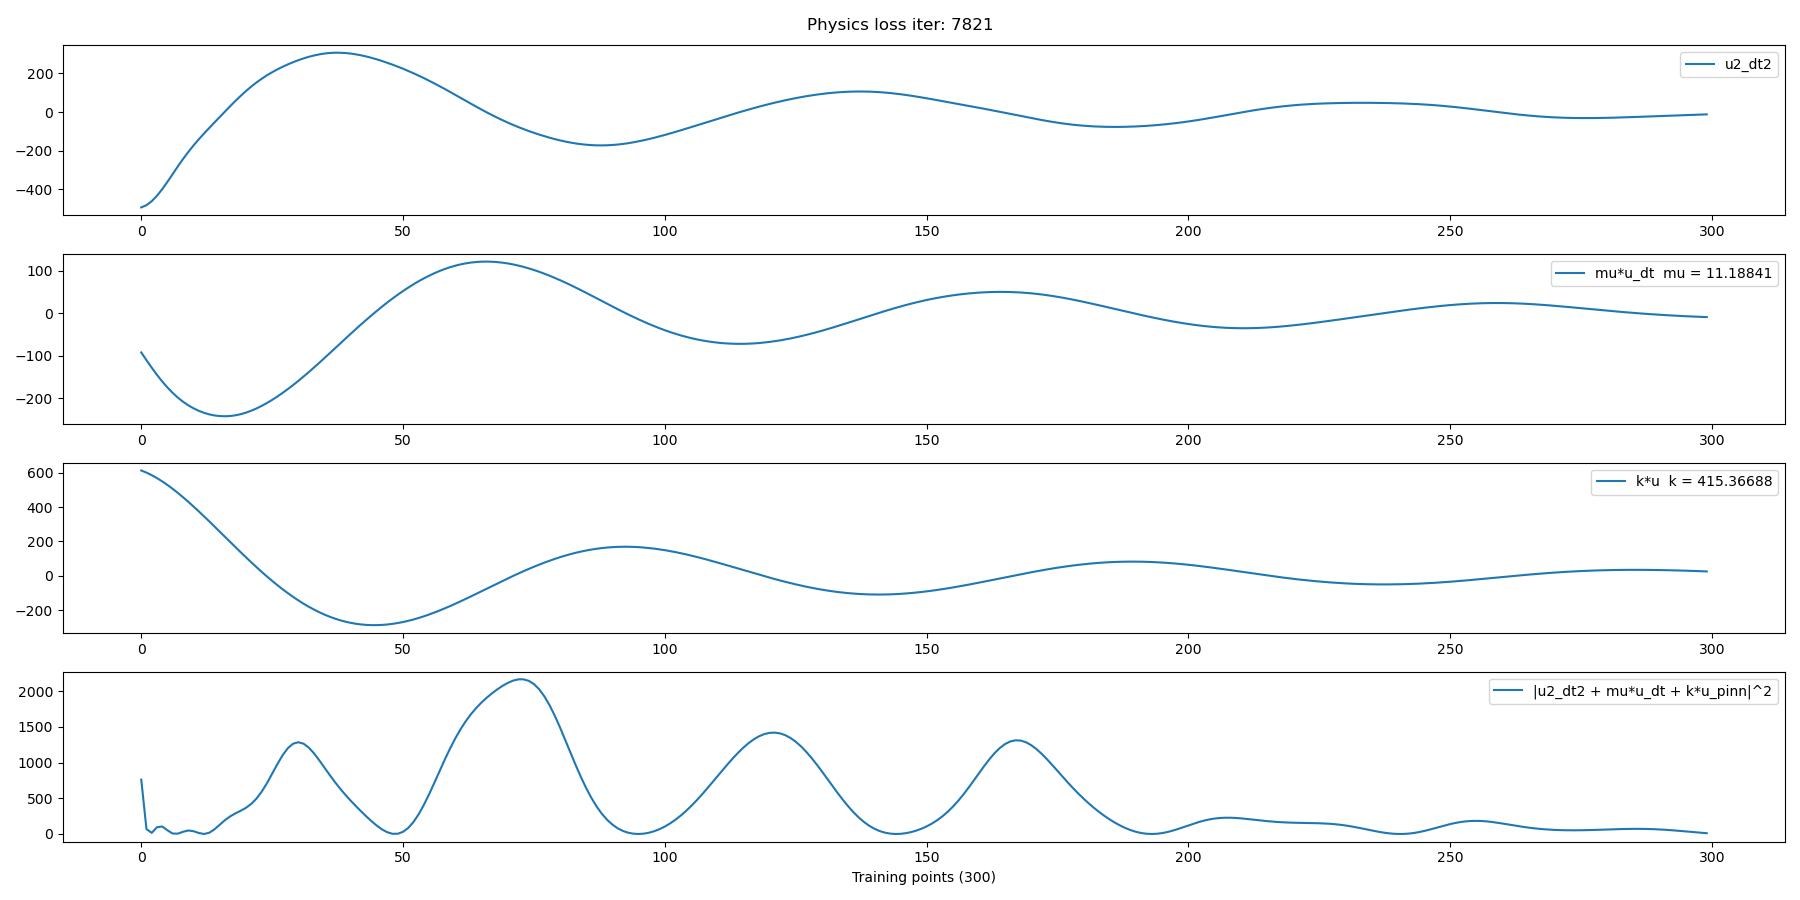 Physics loss iter: 7821
u2_dt2
200
0
−200
−400
0 50 100 150 200 250 300
mu*u_dt  mu = 11.18841
100
0
−100
−200
0 50 100 150 200 250 300
k*u  k = 415.36688
600
400
200
0
−200
0 50 100 150 200 250 300
|u2_dt2 + mu*u_dt + k*u_pinn|^2
2000
1500
1000
500
0
0 50 100 150 200 250 300
Training points (300)